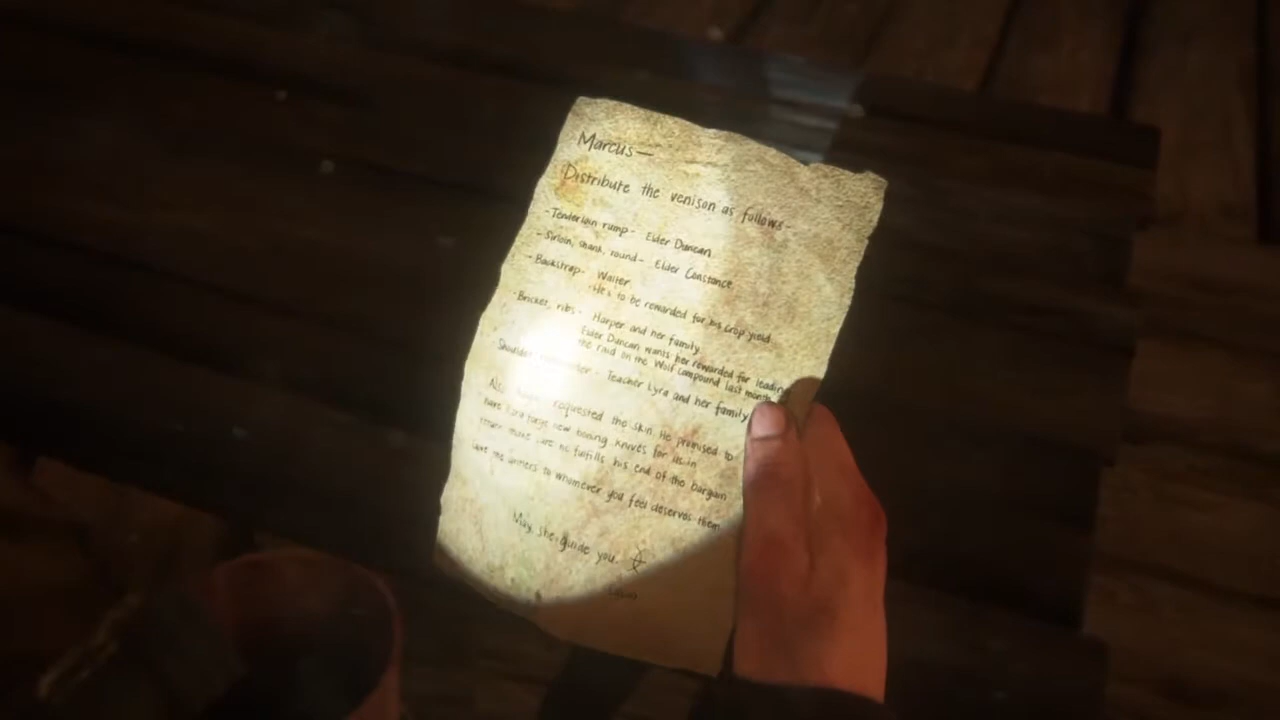 Marcus—
Distribute the venison as follows-
-Tenderloin rump- Elder Duncan
-Sirloin, shank, round- Elder Constance
-Backstrap- Walter
-He's to be rewarded for his crop yield.
-Brisket, ribs- Harper and her family
Elder Duncan wants her rewarded for leading
the raid on the Wolf compound last month
Shoulder - Teacher Lyra and her family
requested the skin. He promised to
have forge new boning knives for us in
return make sure he fulfills his end of the bargain
the to whomever you feel deserves them
May she guide you.